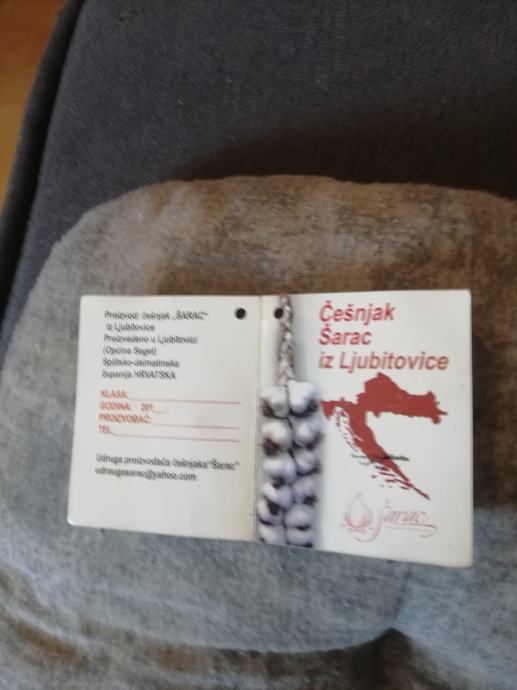 Proizvod: češnjak „ŠARAC"
iz Ljubitovice
Proizvedeno u Ljubitovici
(Općina Seget)
Splitsko-dalmatinska
županija HRVATSKA
KLASA:
GODINA: 201__
PROIZVOĐAČ:
TEL:
Udruga proizvođača češnjaka"Šarac"
udrugasarac@yahoo.com
Češnjak
Šarac
iz Ljubitovice
Šarac